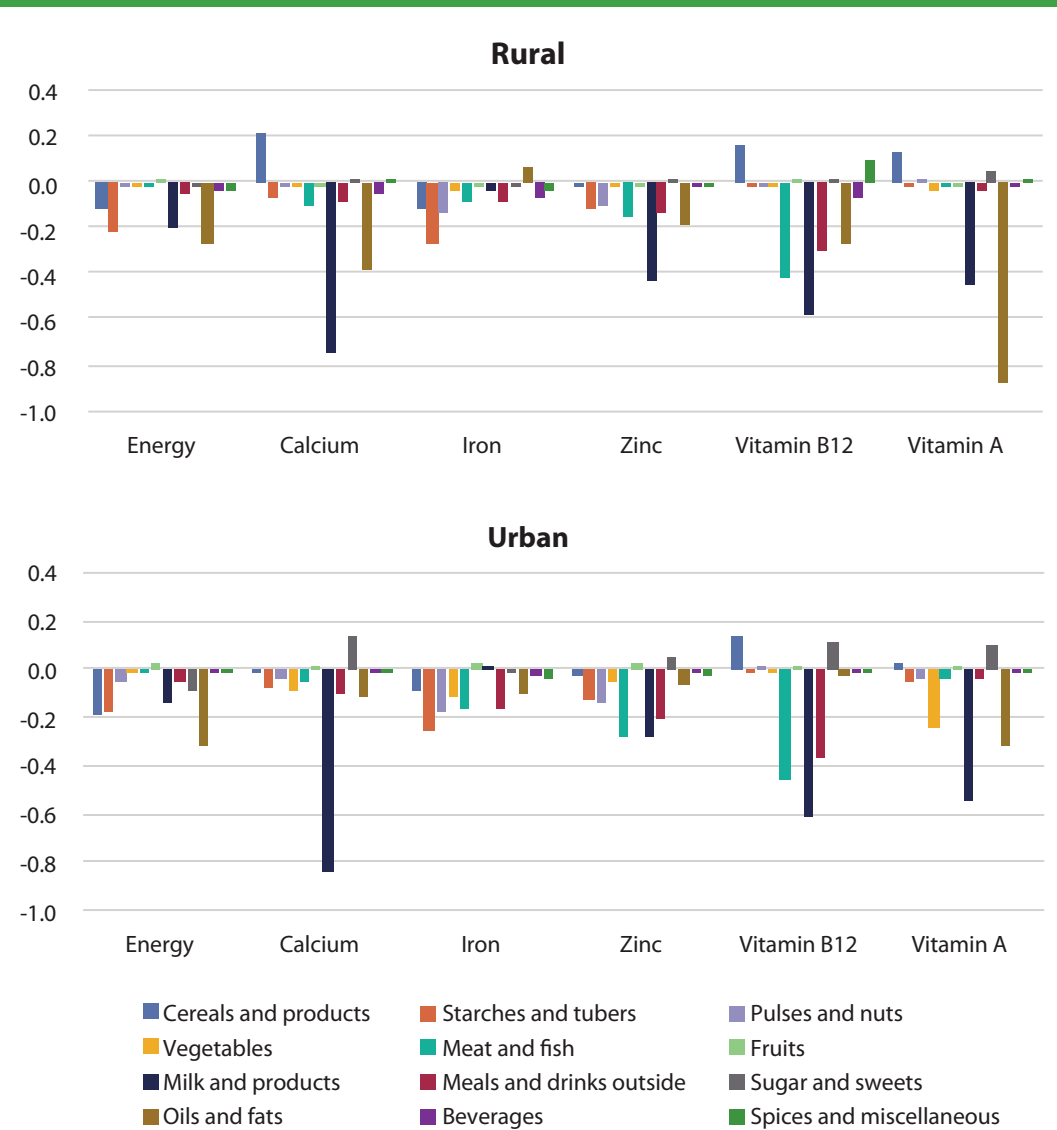 Rural
0.4
0.2
0.0
-0.2
-0.4
-0.6
-0.8
-1.0
Energy Calcium Iron Zinc Vitamin B12 Vitamin A
Urban
0.4
0.2
0.0
-0.2
-0.4
-0.6
-0.8
-1.0
Energy Calcium Iron Zinc Vitamin B12 Vitamin A
Cereals and products Starches and tubers Pulses and nuts
Vegetables Meat and fish Fruits
Milk and products Meals and drinks outside Sugar and sweets
Oils and fats Beverages Spices and miscellaneous